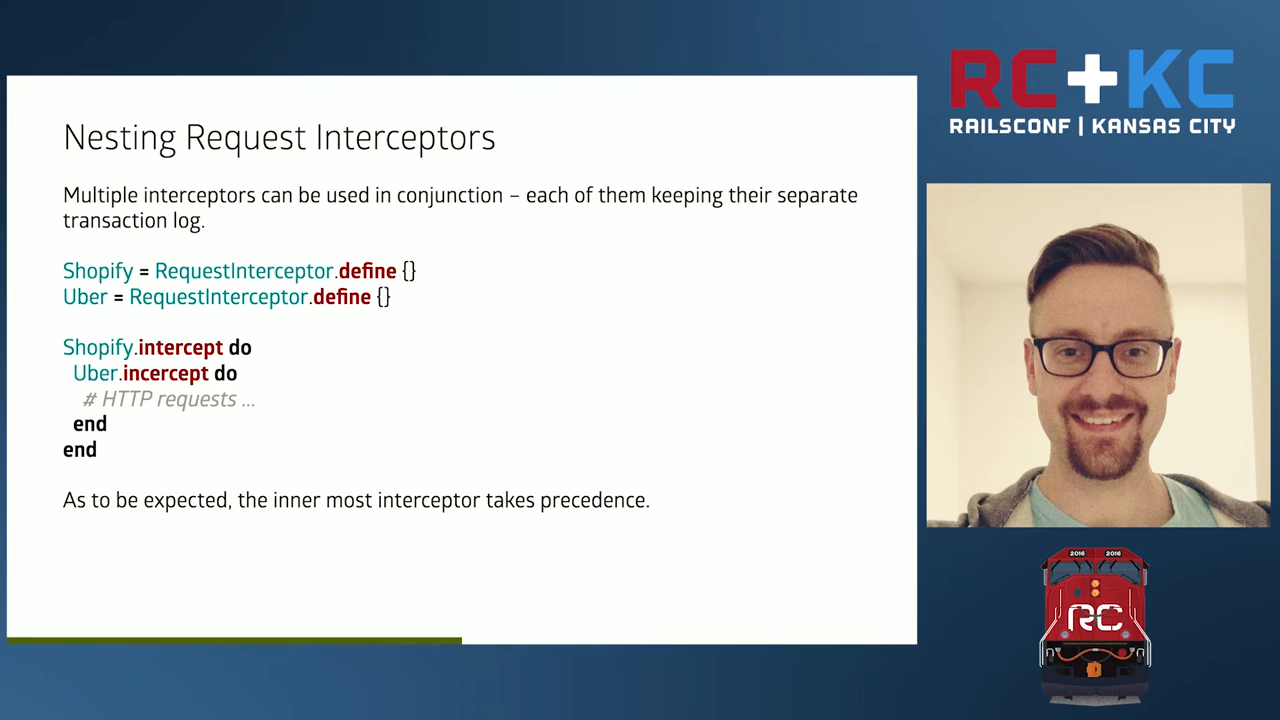 Nesting Request Interceptors
Multiple interceptors can be used in conjunction – each of them keeping their separate
transaction log.
Shopify = RequestInterceptor.define {}
Uber = RequestInterceptor.define {}
Shopify.intercept do
Uber.incercept do
# HTTP requests ...
end
end
As to be expected, the inner most interceptor takes precedence.
RC+KC
RAILSCONF | KANSAS CITY
2016 2016
RC